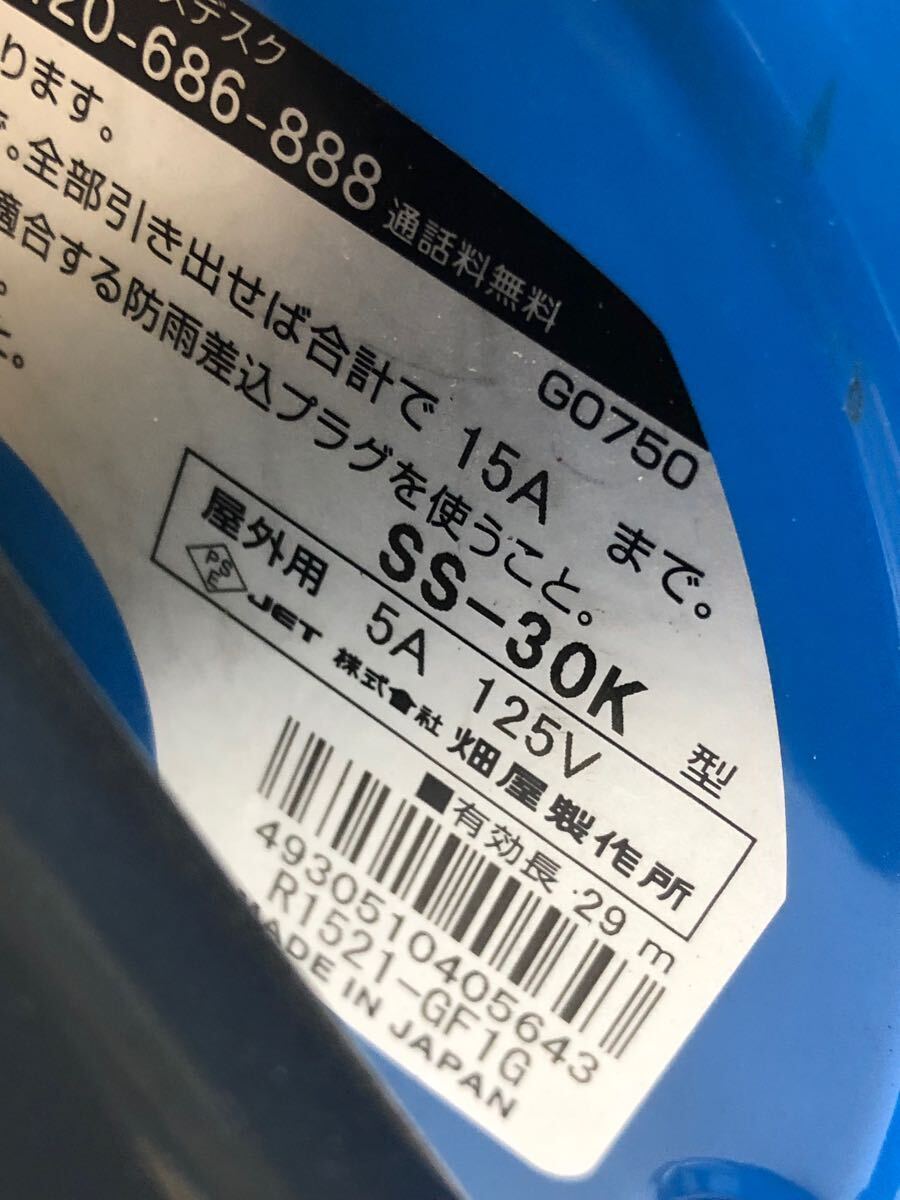 スデスク
120-686-888 通話料無料
G0750
ります。
で。全部引き出せば合計で 15A まで。
適合する防雨差込プラグを使うこと。
屋外用 SS-30K 型
PSE 5A 125V
JET 株式會社 畑屋製作所
■有効長.29m
4930510405643
R1521-GF1G
MADE IN JAPAN